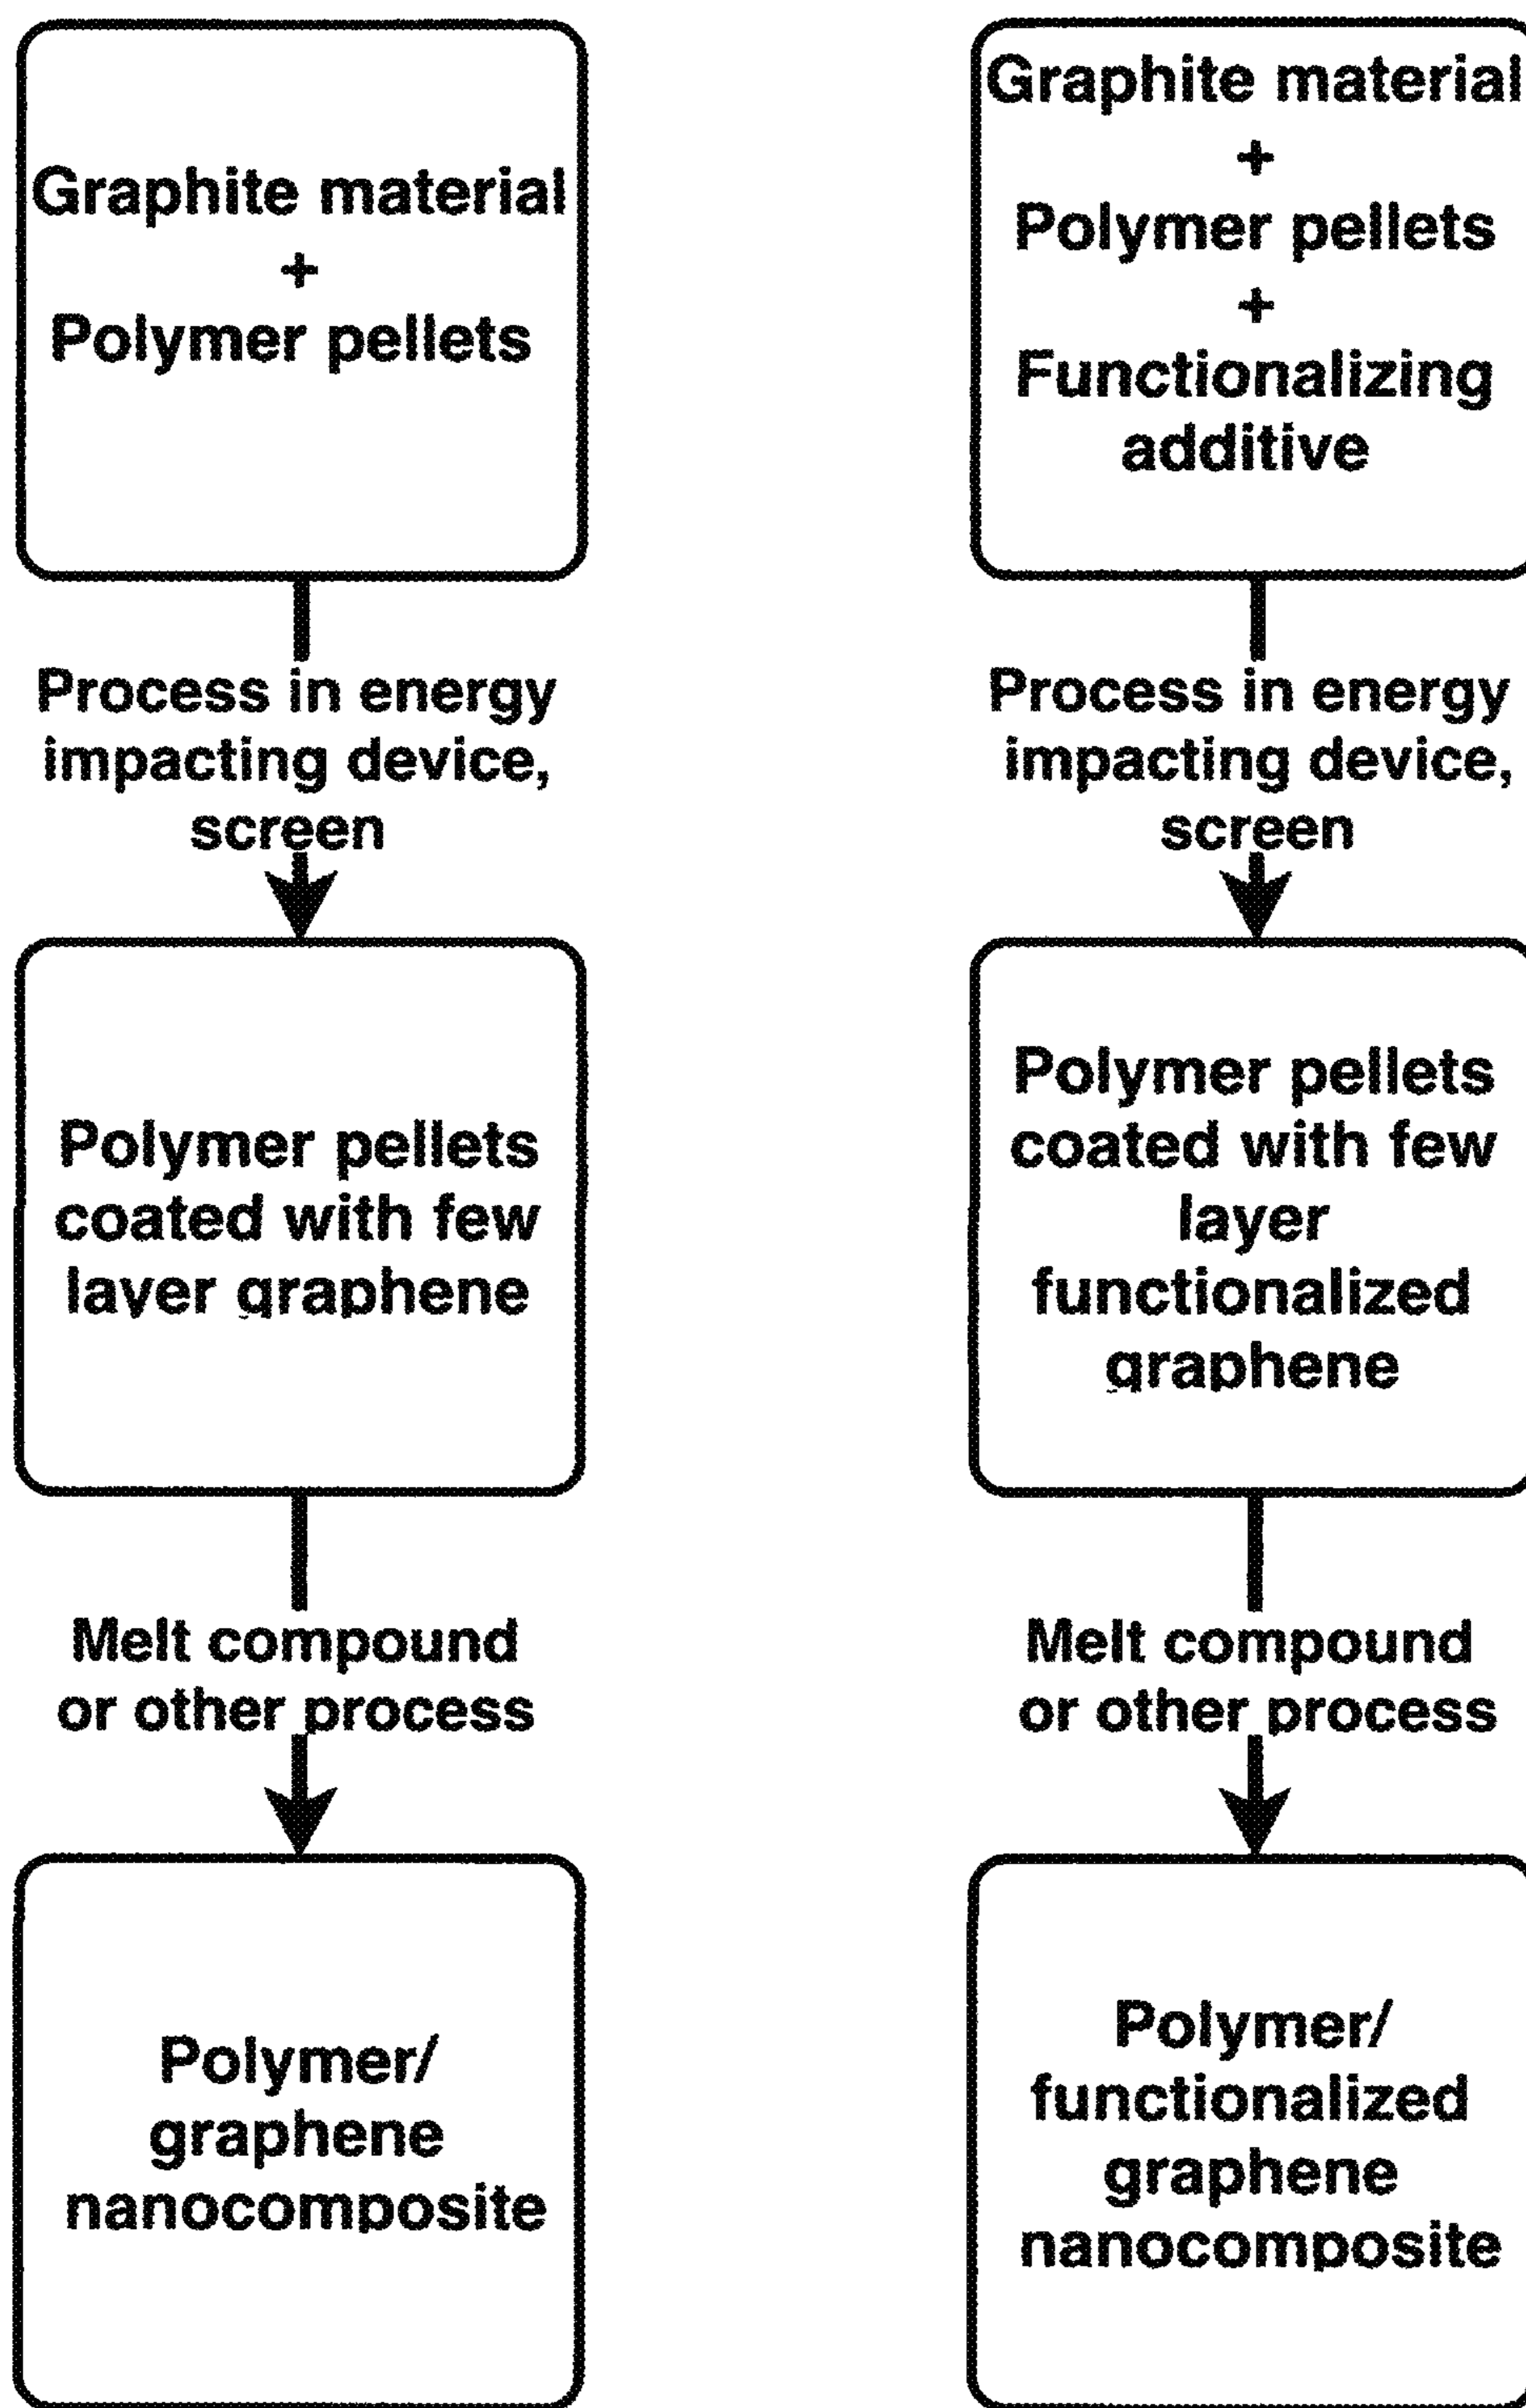 Graphite material
+
Polymer pellets
Process in energy
impacting device,
screen
Polymer pellets
coated with few
layer graphene
Melt compound
or other process
Polymer/
graphene
nanocomposite
Graphite material
+
Polymer pellets
+
Functionalizing
additive
Process in energy
impacting device,
screen
Polymer pellets
coated with few
layer
functionalized
graphene
Melt compound
or other process
Polymer/
functionalized
graphene
nanocomposite